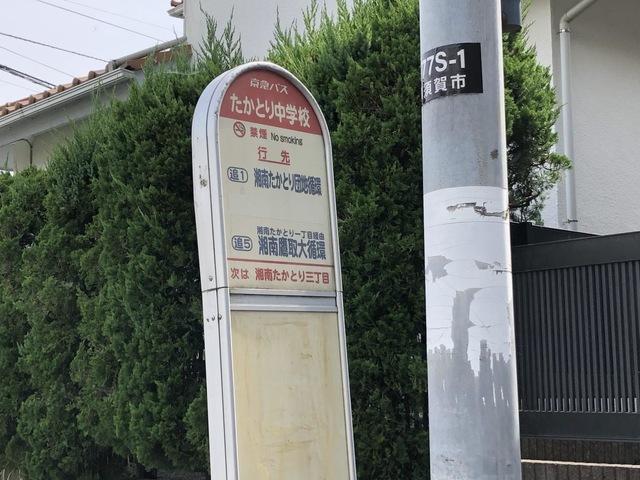 京急バス
たかとり中学校
禁煙 No smoking
行先
追1 湘南たかとり団地循環
湘南たかとり一丁目経由
追5 湘南鷹取大循環
次は 湘南たかとり三丁目
77S-1
須賀市